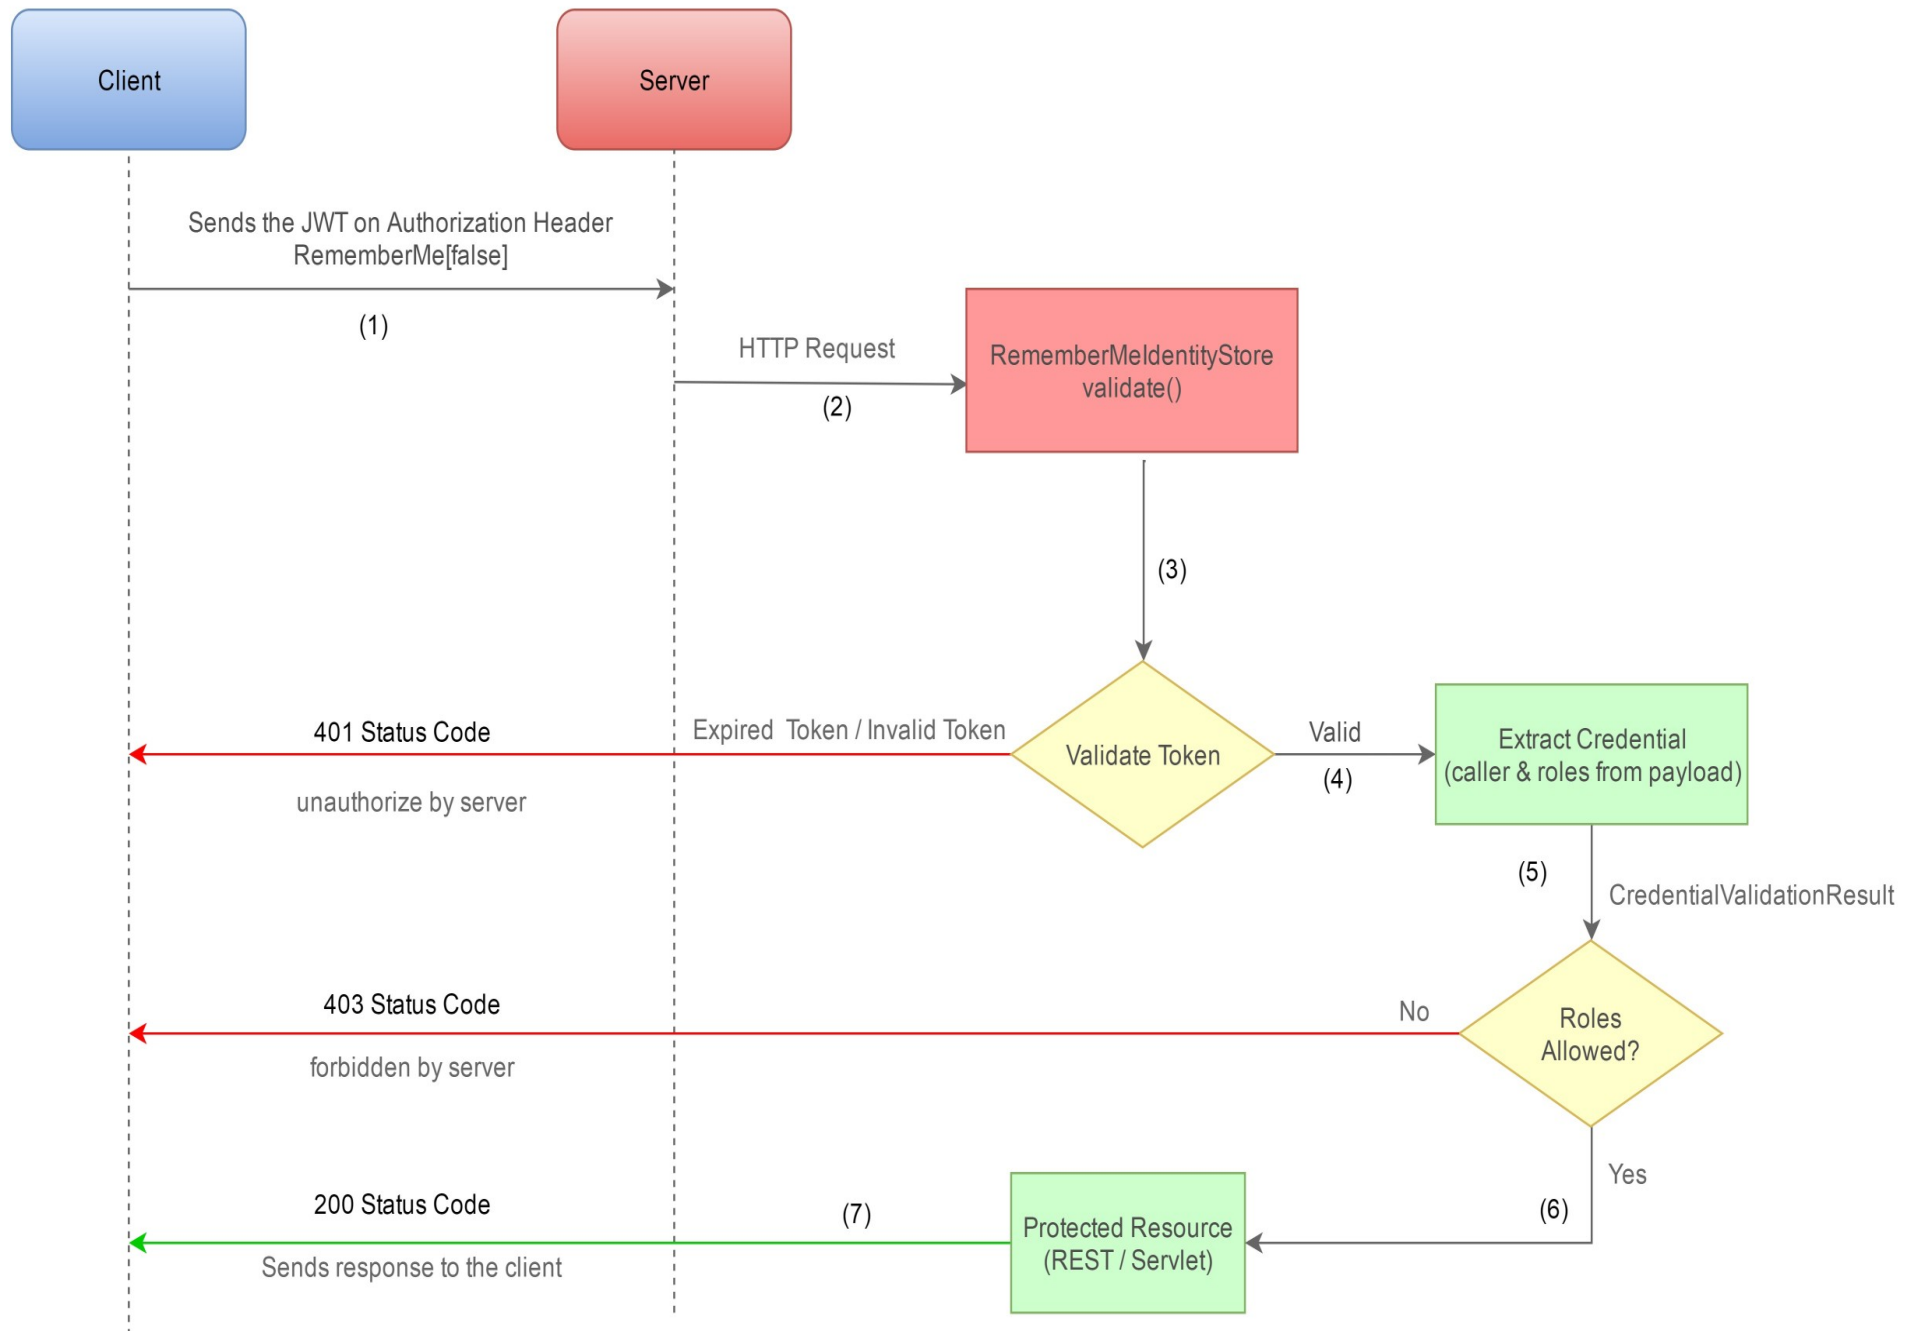 Client
Server
Sends the JWT on Authorization Header
RememberMe[false]
(1)
HTTP Request
(2)
RememberMeIdentityStore
validate()
(3)
401 Status Code
Expired  Token / Invalid Token
unauthorize by server
Validate Token
Valid
(4)
Extract Credential
(caller & roles from payload)
(5)
CredentialValidationResult
403 Status Code
No
forbidden by server
Roles
Allowed?
Yes
(6)
200 Status Code
(7)
Sends response to the client
Protected Resource
(REST / Servlet)